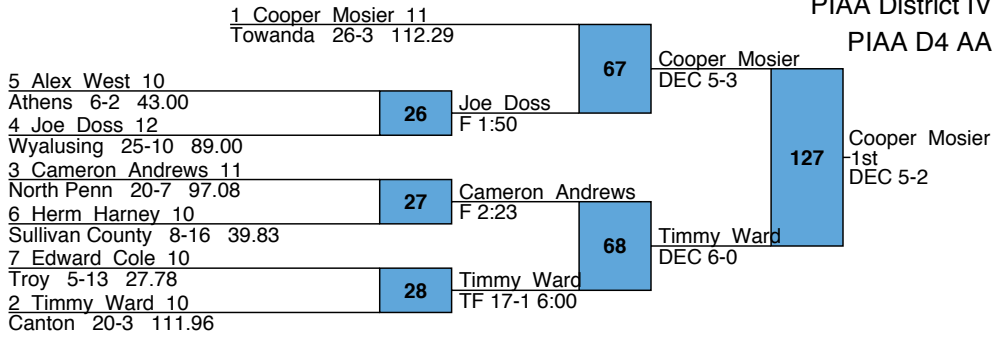 PIAA District IV
PIAA D4 AA
1 Cooper Mosier 11
Towanda 26-3 112.29
67
Cooper Mosier
DEC 5-3
5 Alex West 10
Athens 6-2 43.00
26
Joe Doss
F 1:50
4 Joe Doss 12
Wyalusing 25-10 89.00
127
Cooper Mosier
1st
DEC 5-2
3 Cameron Andrews 11
North Penn 20-7 97.08
27
Cameron Andrews
F 2:23
6 Herm Harney 10
Sullivan County 8-16 39.83
68
Timmy Ward
DEC 6-0
7 Edward Cole 10
Troy 5-13 27.78
28
Timmy Ward
TF 17-1 6:00
2 Timmy Ward 10
Canton 20-3 111.96